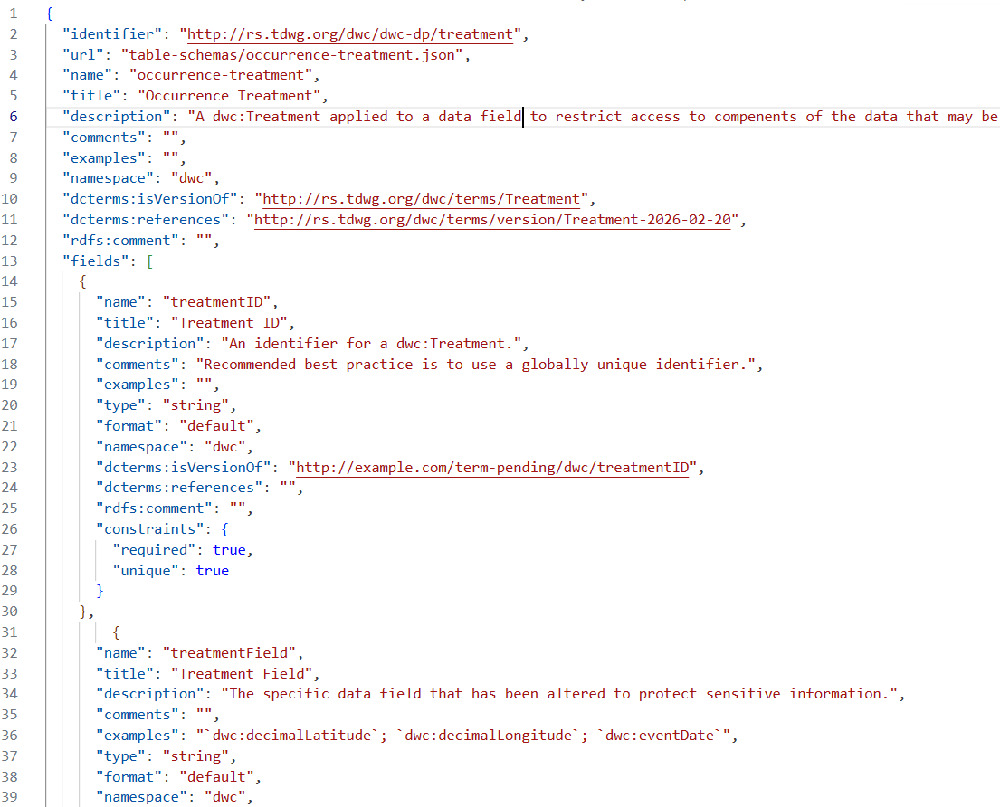 1 {
2 "identifier": "http://rs.tdwg.org/dwc/dwc-dp/treatment",
3 "url": "table-schemas/occurrence-treatment.json",
4 "name": "occurrence-treatment",
5 "title": "Occurrence Treatment",
6 "description": "A dwc:Treatment applied to a data field to restrict access to compenents of the data that may be
7 "comments": "",
8 "examples": "",
9 "namespace": "dwc",
10 "dcterms:isVersionOf": "http://rs.tdwg.org/dwc/terms/Treatment",
11 "dcterms:references": "http://rs.tdwg.org/dwc/terms/version/Treatment-2026-02-20",
12 "rdfs:comment": "",
13 "fields": [
14 {
15 "name": "treatmentID",
16 "title": "Treatment ID",
17 "description": "An identifier for a dwc:Treatment.",
18 "comments": "Recommended best practice is to use a globally unique identifier.",
19 "examples": "",
20 "type": "string",
21 "format": "default",
22 "namespace": "dwc",
23 "dcterms:isVersionOf": "http://example.com/term-pending/dwc/treatmentID",
24 "dcterms:references": "",
25 "rdfs:comment": "",
26 "constraints": {
27 "required": true,
28 "unique": true
29 }
30 },
31 {
32 "name": "treatmentField",
33 "title": "Treatment Field",
34 "description": "The specific data field that has been altered to protect sensitive information.",
35 "comments": "",
36 "examples": "`dwc:decimalLatitude`; `dwc:decimalLongitude`; `dwc:eventDate`",
37 "type": "string",
38 "format": "default",
39 "namespace": "dwc",